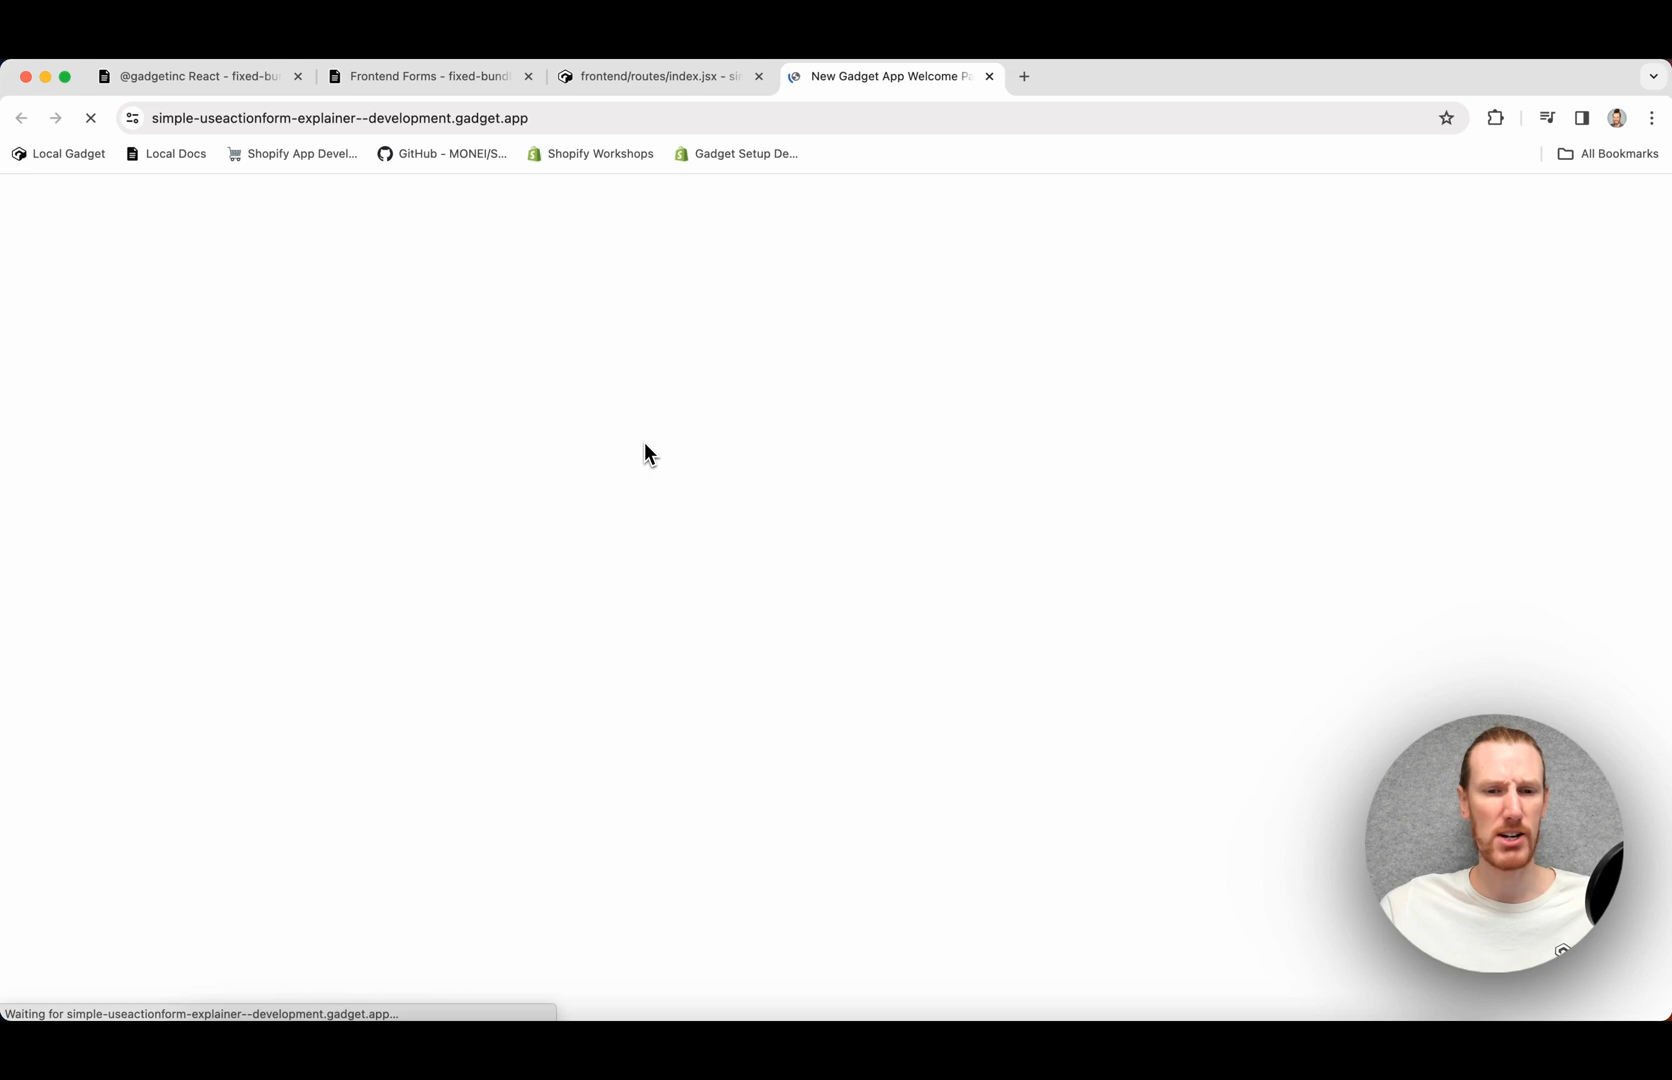 @gadgetinc React - fixed-bu
Frontend Forms - fixed-bund
frontend/routes/index.jsx - si
New Gadget App Welcome Pa
simple-useactionform-explainer--development.gadget.app
Local Gadget
Local Docs
Shopify App Devel...
GitHub - MONEI/S...
Shopify Workshops
Gadget Setup De...
All Bookmarks
Waiting for simple-useactionform-explainer--development.gadget.app...